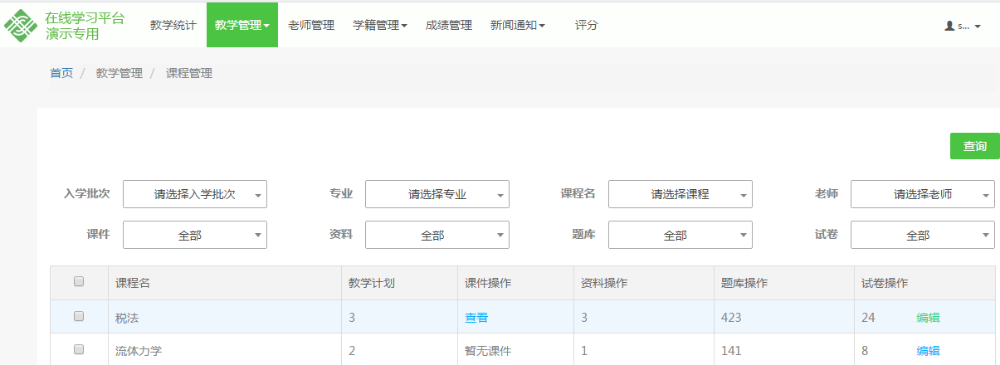 在线学习平台
演示专用
教学统计 教学管理 老师管理 学籍管理 成绩管理 新闻通知 评分 s...
首页 / 教学管理 / 课程管理
查询
入学批次 请选择入学批次 专业 请选择专业 课程名 请选择课程 老师 请选择老师
课件 全部 资料 全部 题库 全部 试卷 全部
课程名 教学计划 课件操作 资料操作 题库操作 试卷操作
税法 3 查看 3 423 24 编辑
流体力学 2 暂无课件 1 141 8 编辑